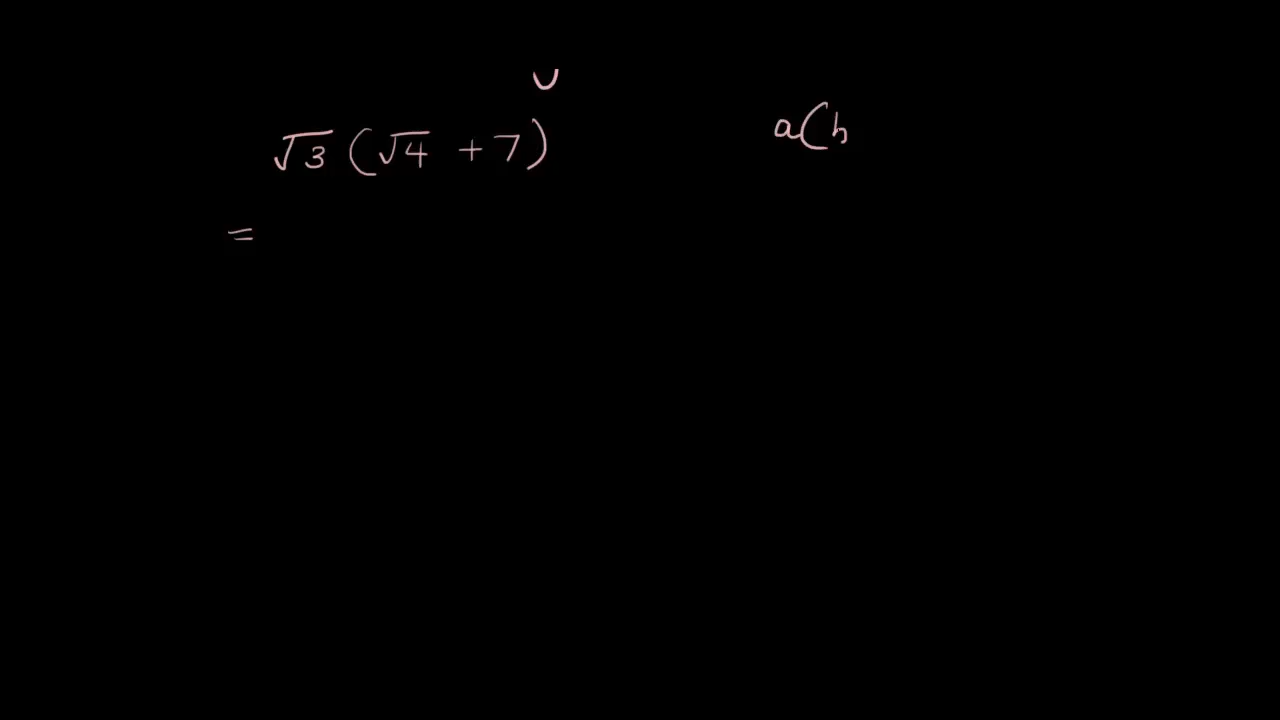 √3 (√4 + 7)
a(b
=